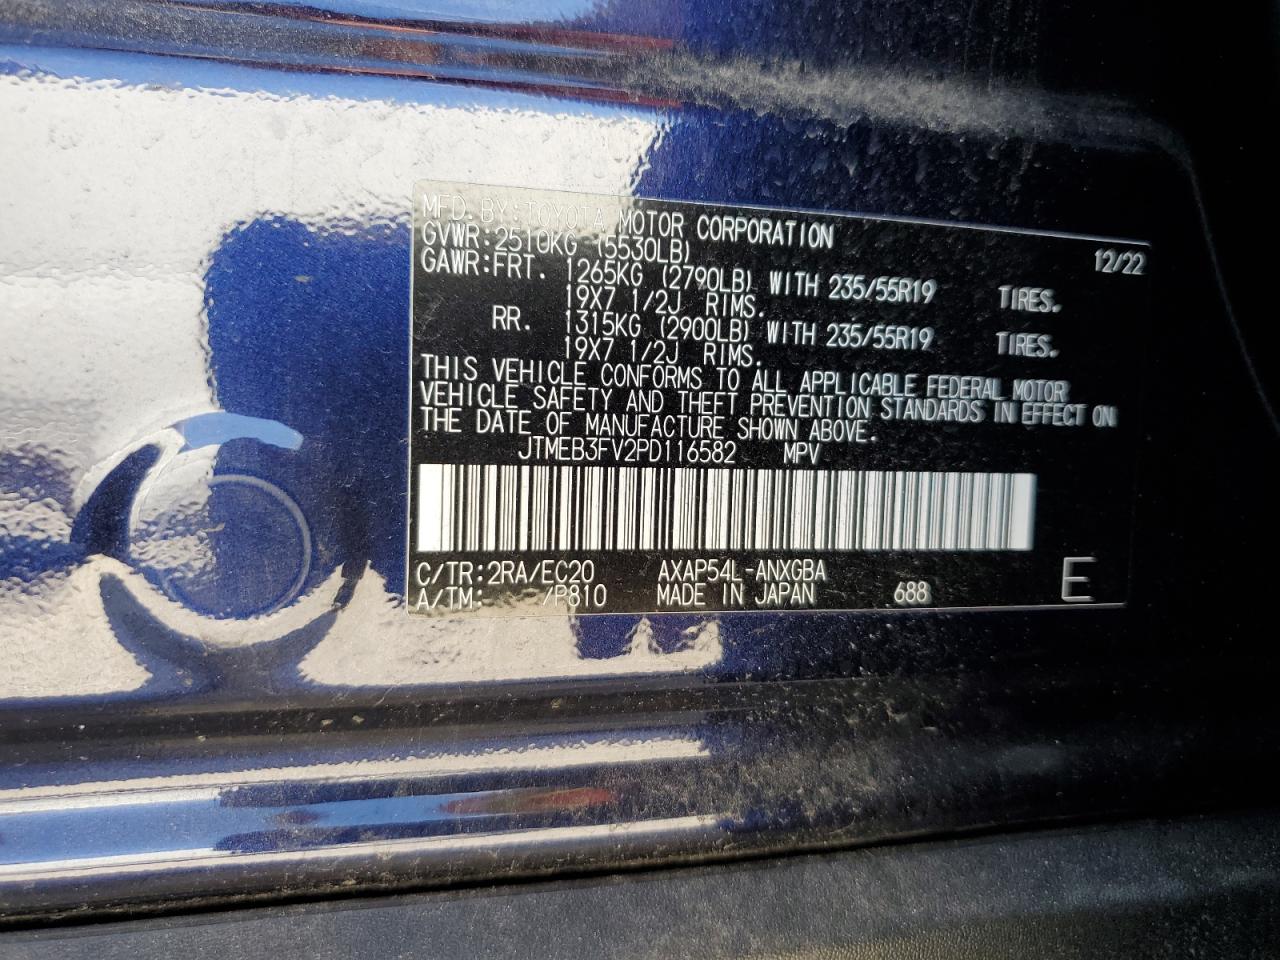 MFD. BY: TOYOTA MOTOR CORPORATION 12/22
GVWR: 2510KG (5530LB)
GAWR: FRT. 1265KG (2790LB) WITH 235/55R19 TIRES.
19X7 1/2J RIMS.
RR. 1315KG (2900LB) WITH 235/55R19 TIRES.
19X7 1/2J RIMS.
THIS VEHICLE CONFORMS TO ALL APPLICABLE FEDERAL MOTOR
VEHICLE SAFETY AND THEFT PREVENTION STANDARDS IN EFFECT ON
THE DATE OF MANUFACTURE SHOWN ABOVE.
JTMEB3FV2PD116582 MPV
C/TR: 2RA/EC20 AXAP54L-ANXGBA
A/TM: - /P810 MADE IN JAPAN 688 E